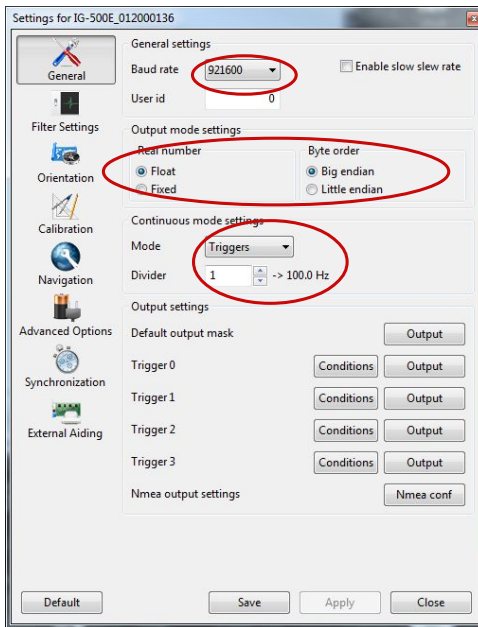 Settings for IG-500E_012000136
General
Filter Settings
Orientation
Calibration
Navigation
Advanced Options
Synchronization
External Aiding
General settings
Baud rate 921600 Enable slow slew rate
User id 0
Output mode settings
Real number Byte order
Float Big endian
Fixed Little endian
Continuous mode settings
Mode Triggers
Divider 1 -> 100.0 Hz
Output settings
Default output mask Output
Trigger 0 Conditions Output
Trigger 1 Conditions Output
Trigger 2 Conditions Output
Trigger 3 Conditions Output
Nmea output settings Nmea conf
Default Save Apply Close